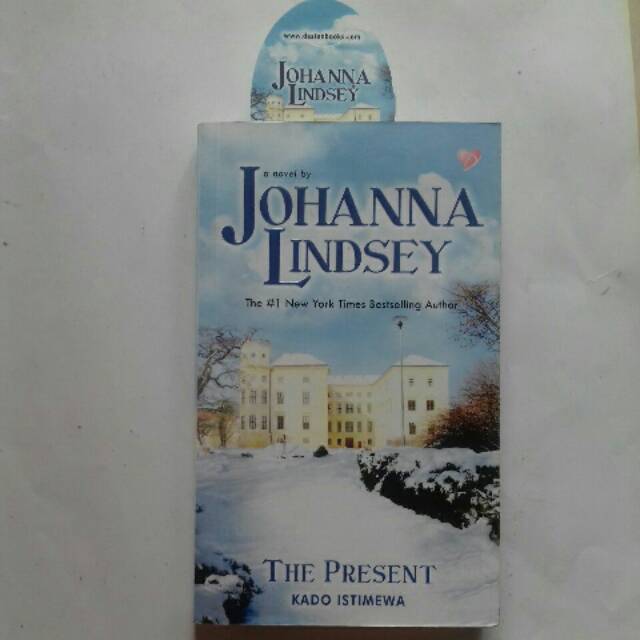 www.dastanbooks.com
JOHANNA
LINDSEY
a novel by
JOHANNA
LINDSEY
The #1 New York Times Bestselling Author
THE PRESENT
KADO ISTIMEWA